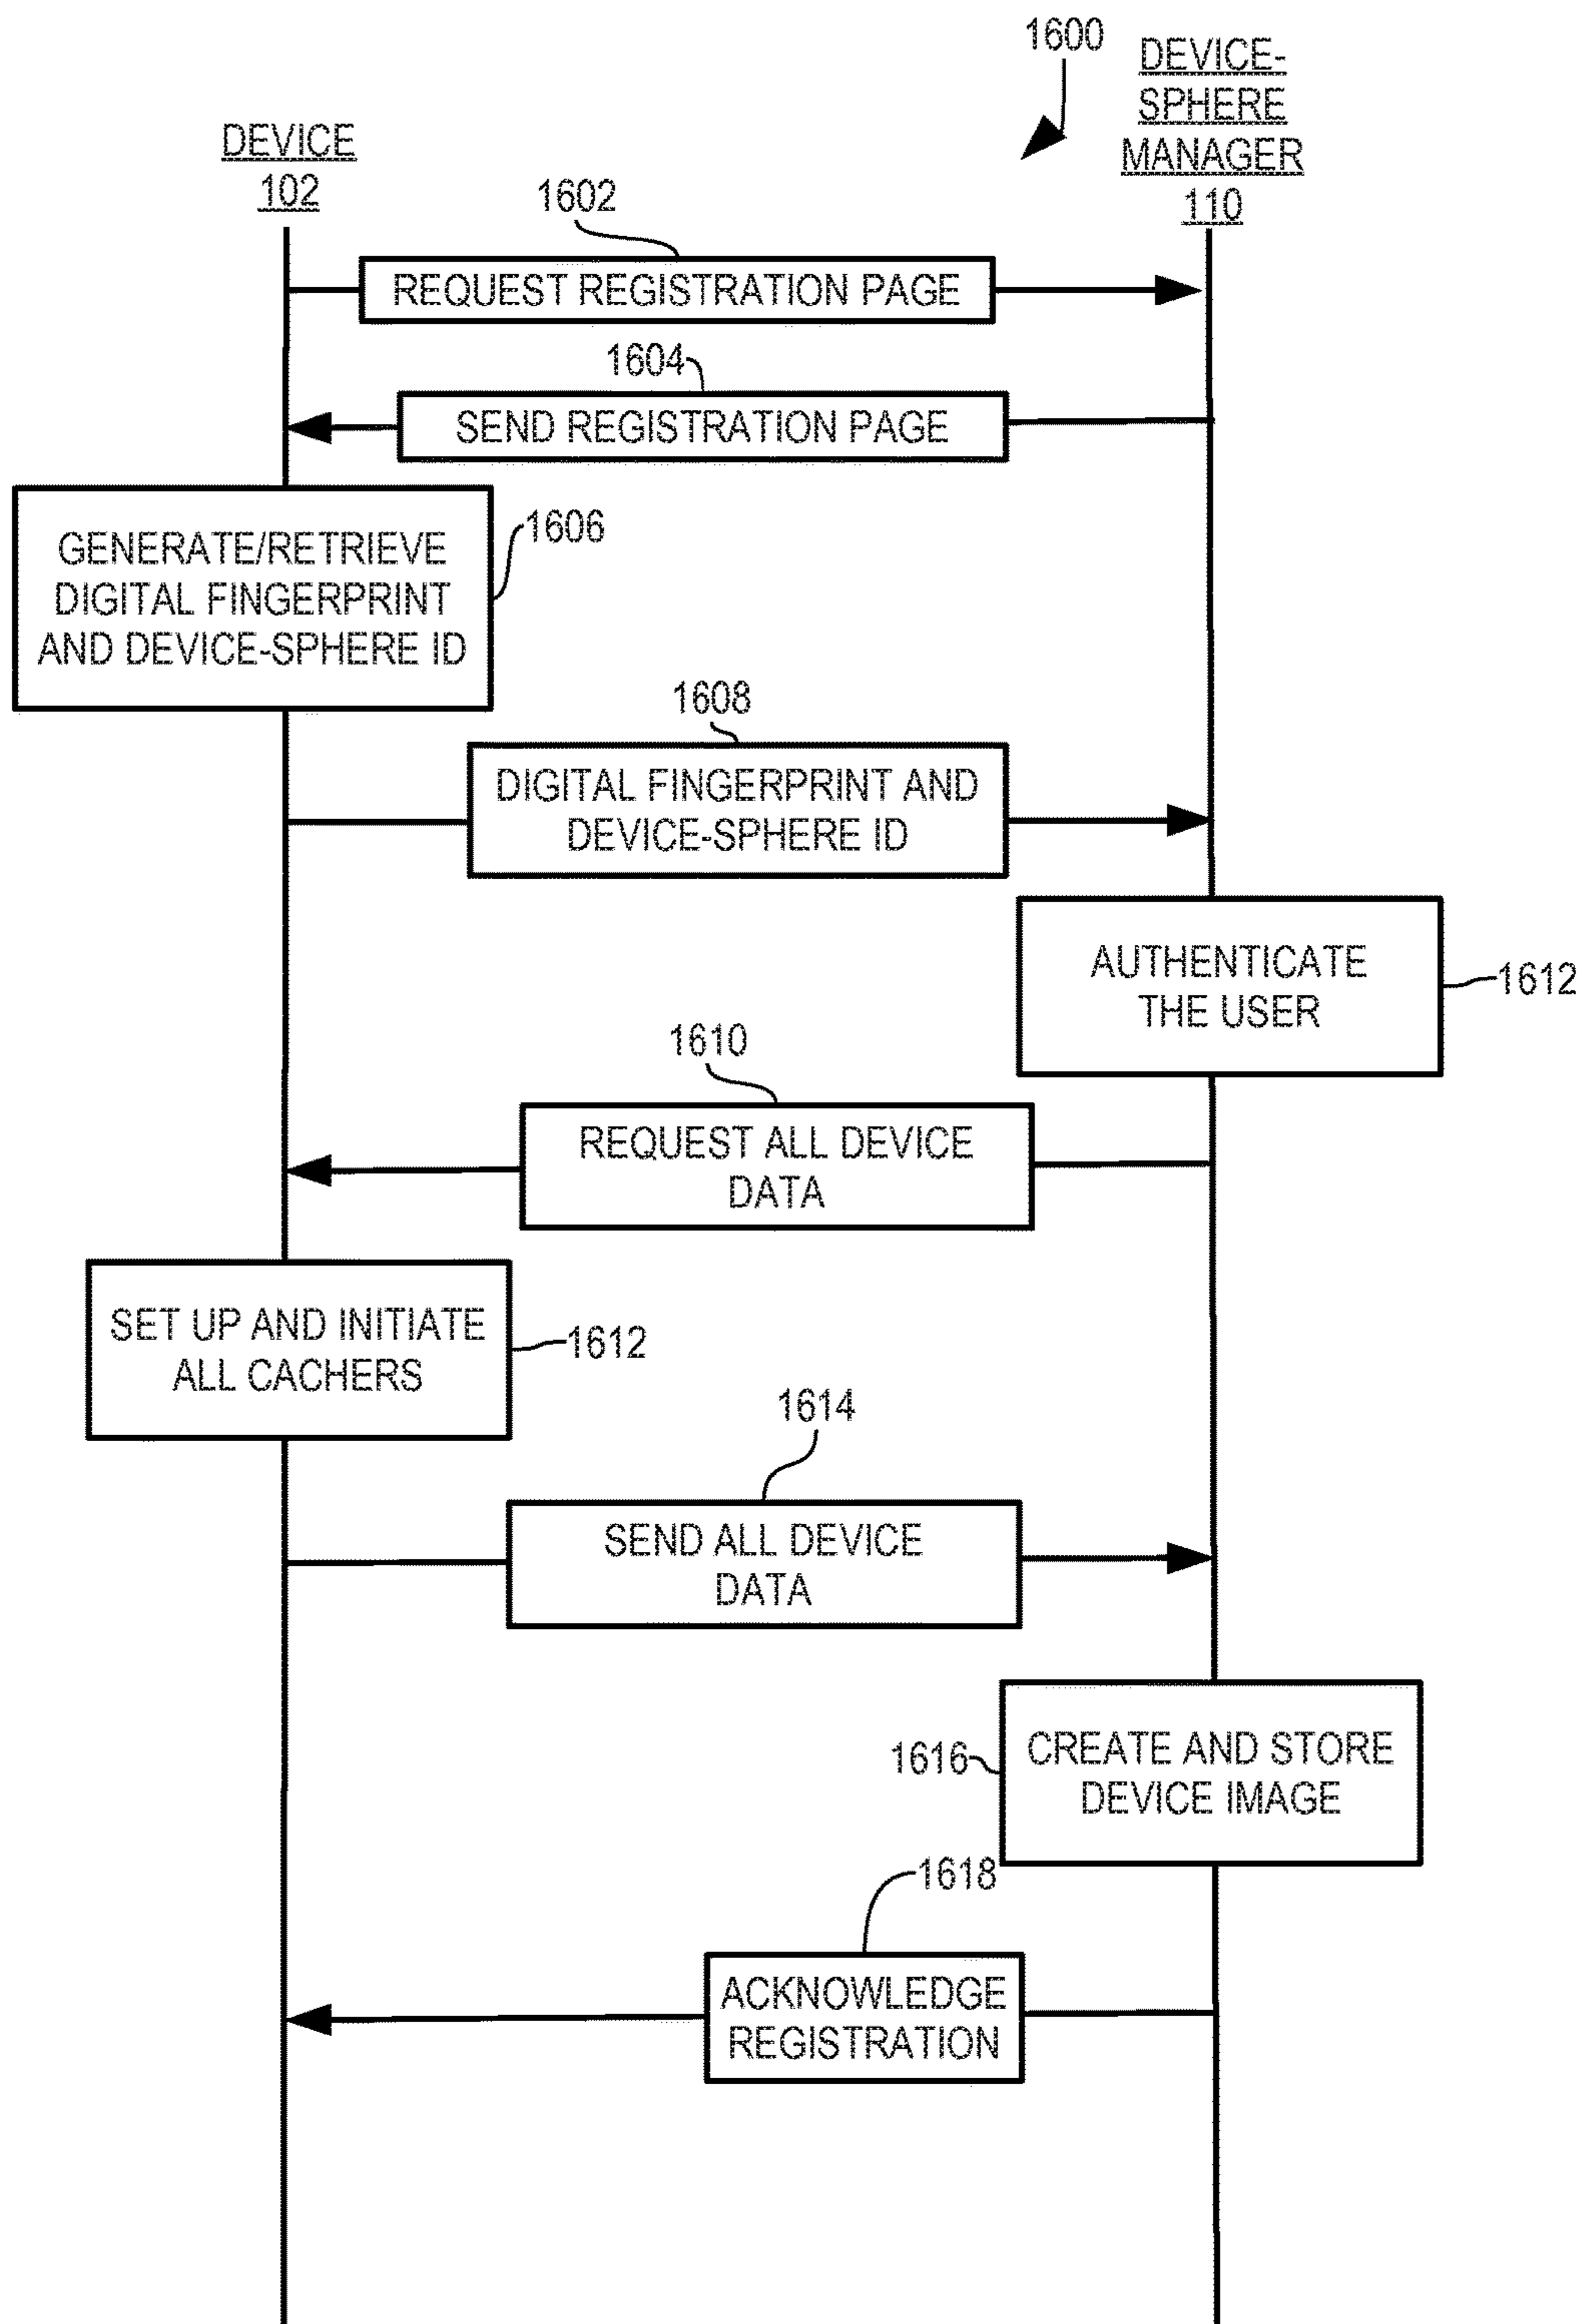 1600
DEVICE-
SPHERE
MANAGER
110
DEVICE
102
1602
REQUEST REGISTRATION PAGE
1604
SEND REGISTRATION PAGE
GENERATE/RETRIEVE
DIGITAL FINGERPRINT
AND DEVICE-SPHERE ID
1606
1608
DIGITAL FINGERPRINT AND
DEVICE-SPHERE ID
AUTHENTICATE
THE USER
1612
1610
REQUEST ALL DEVICE
DATA
SET UP AND INITIATE
ALL CACHERS
1612
1614
SEND ALL DEVICE
DATA
1616
CREATE AND STORE
DEVICE IMAGE
1618
ACKNOWLEDGE
REGISTRATION